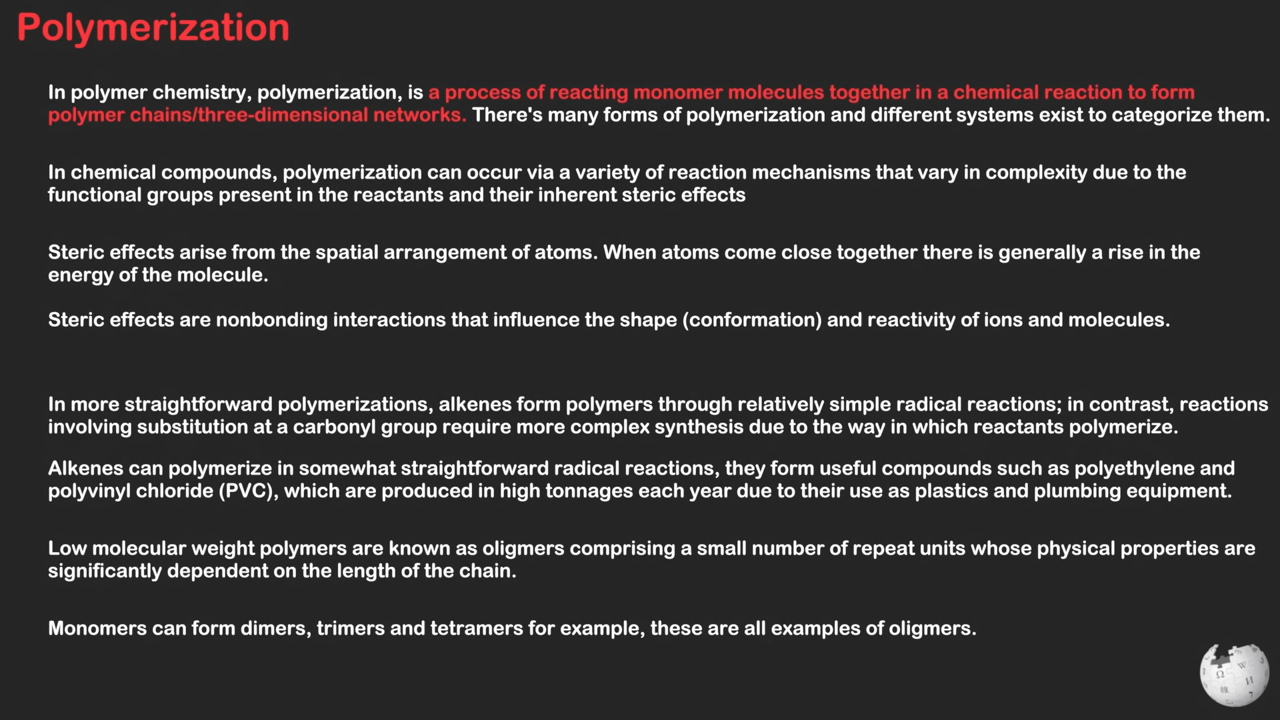 Polymerization
In polymer chemistry, polymerization, is a process of reacting monomer molecules together in a chemical reaction to form
polymer chains/three-dimensional networks. There's many forms of polymerization and different systems exist to categorize them.
In chemical compounds, polymerization can occur via a variety of reaction mechanisms that vary in complexity due to the
functional groups present in the reactants and their inherent steric effects
Steric effects arise from the spatial arrangement of atoms. When atoms come close together there is generally a rise in the
energy of the molecule.
Steric effects are nonbonding interactions that influence the shape (conformation) and reactivity of ions and molecules.
In more straightforward polymerizations, alkenes form polymers through relatively simple radical reactions; in contrast, reactions
involving substitution at a carbonyl group require more complex synthesis due to the way in which reactants polymerize.
Alkenes can polymerize in somewhat straightforward radical reactions, they form useful compounds such as polyethylene and
polyvinyl chloride (PVC), which are produced in high tonnages each year due to their use as plastics and plumbing equipment.
Low molecular weight polymers are known as oligmers comprising a small number of repeat units whose physical properties are
significantly dependent on the length of the chain.
Monomers can form dimers, trimers and tetramers for example, these are all examples of oligmers.